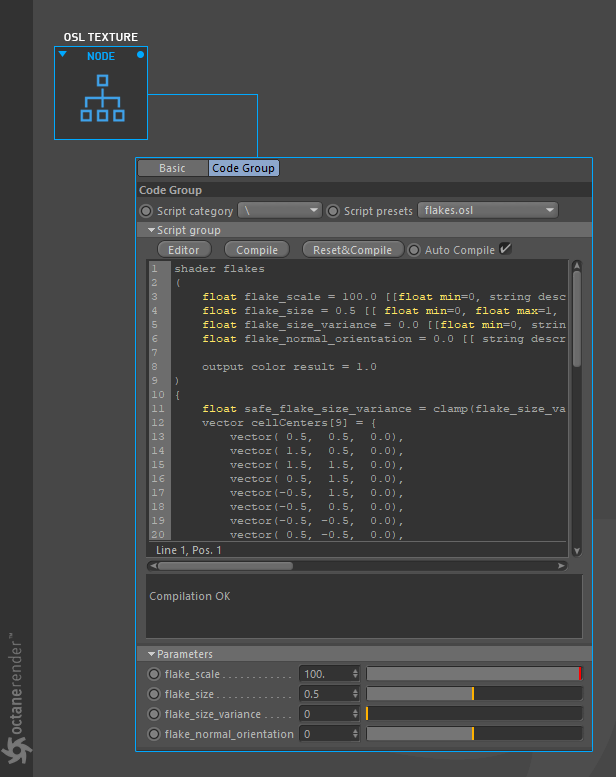 OSL TEXTURE
NODE
Basic
Code Group
Code Group
Script category \ Script presets flakes.osl
Script group
Editor Compile Reset&Compile Auto Compile
1 shader flakes
2 (
3 float flake_scale = 100.0 [[float min=0, string desc
4 float flake_size = 0.5 [[ float min=0, float max=1,
5 float flake_size_variance = 0.0 [[float min=0, strin
6 float flake_normal_orientation = 0.0 [[ string descr
7
8 output color result = 1.0
9 )
10 {
11 float safe_flake_size_variance = clamp(flake_size_va
12 vector cellCenters[9] = {
13 vector( 0.5, 0.5, 0.0),
14 vector( 1.5, 0.5, 0.0),
15 vector( 1.5, 1.5, 0.0),
16 vector( 0.5, 1.5, 0.0),
17 vector(-0.5, 1.5, 0.0),
18 vector(-0.5, 0.5, 0.0),
19 vector(-0.5, -0.5, 0.0),
20 vector( 0.5, -0.5, 0.0),
Line 1, Pos. 1
Compilation OK
Parameters
flake_scale . . . . . . . . . . . . 100.
flake_size . . . . . . . . . . . . . 0.5
flake_size_variance . . . . . 0
flake_normal_orientation 0
octanerender™